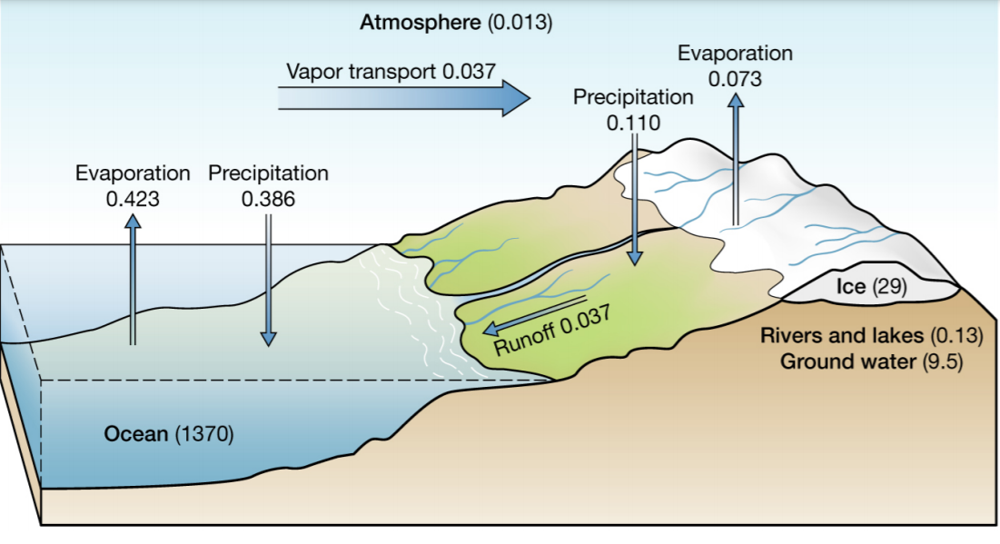 Atmosphere (0.013)
Vapor transport 0.037
Evaporation
0.073
Precipitation
0.110
Evaporation
0.423
Precipitation
0.386
Ice (29)
Runoff 0.037
Rivers and lakes (0.13)
Ground water (9.5)
Ocean (1370)